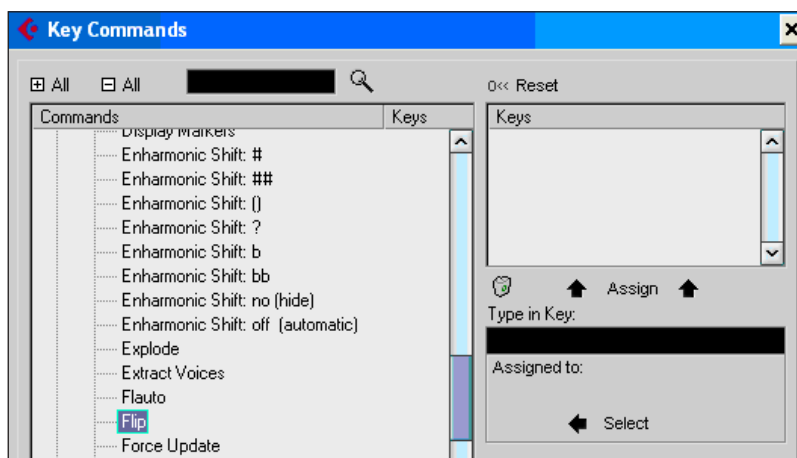 Key Commands
All All
Commands Keys
Display Markers
Enharmonic Shift: #
Enharmonic Shift: ##
Enharmonic Shift: ()
Enharmonic Shift: ?
Enharmonic Shift: b
Enharmonic Shift: bb
Enharmonic Shift: no (hide)
Enharmonic Shift: off (automatic)
Explode
Extract Voices
Flauto
Flip
Force Update
0<< Reset
Keys
Assign
Type in Key:
Assigned to:
Select